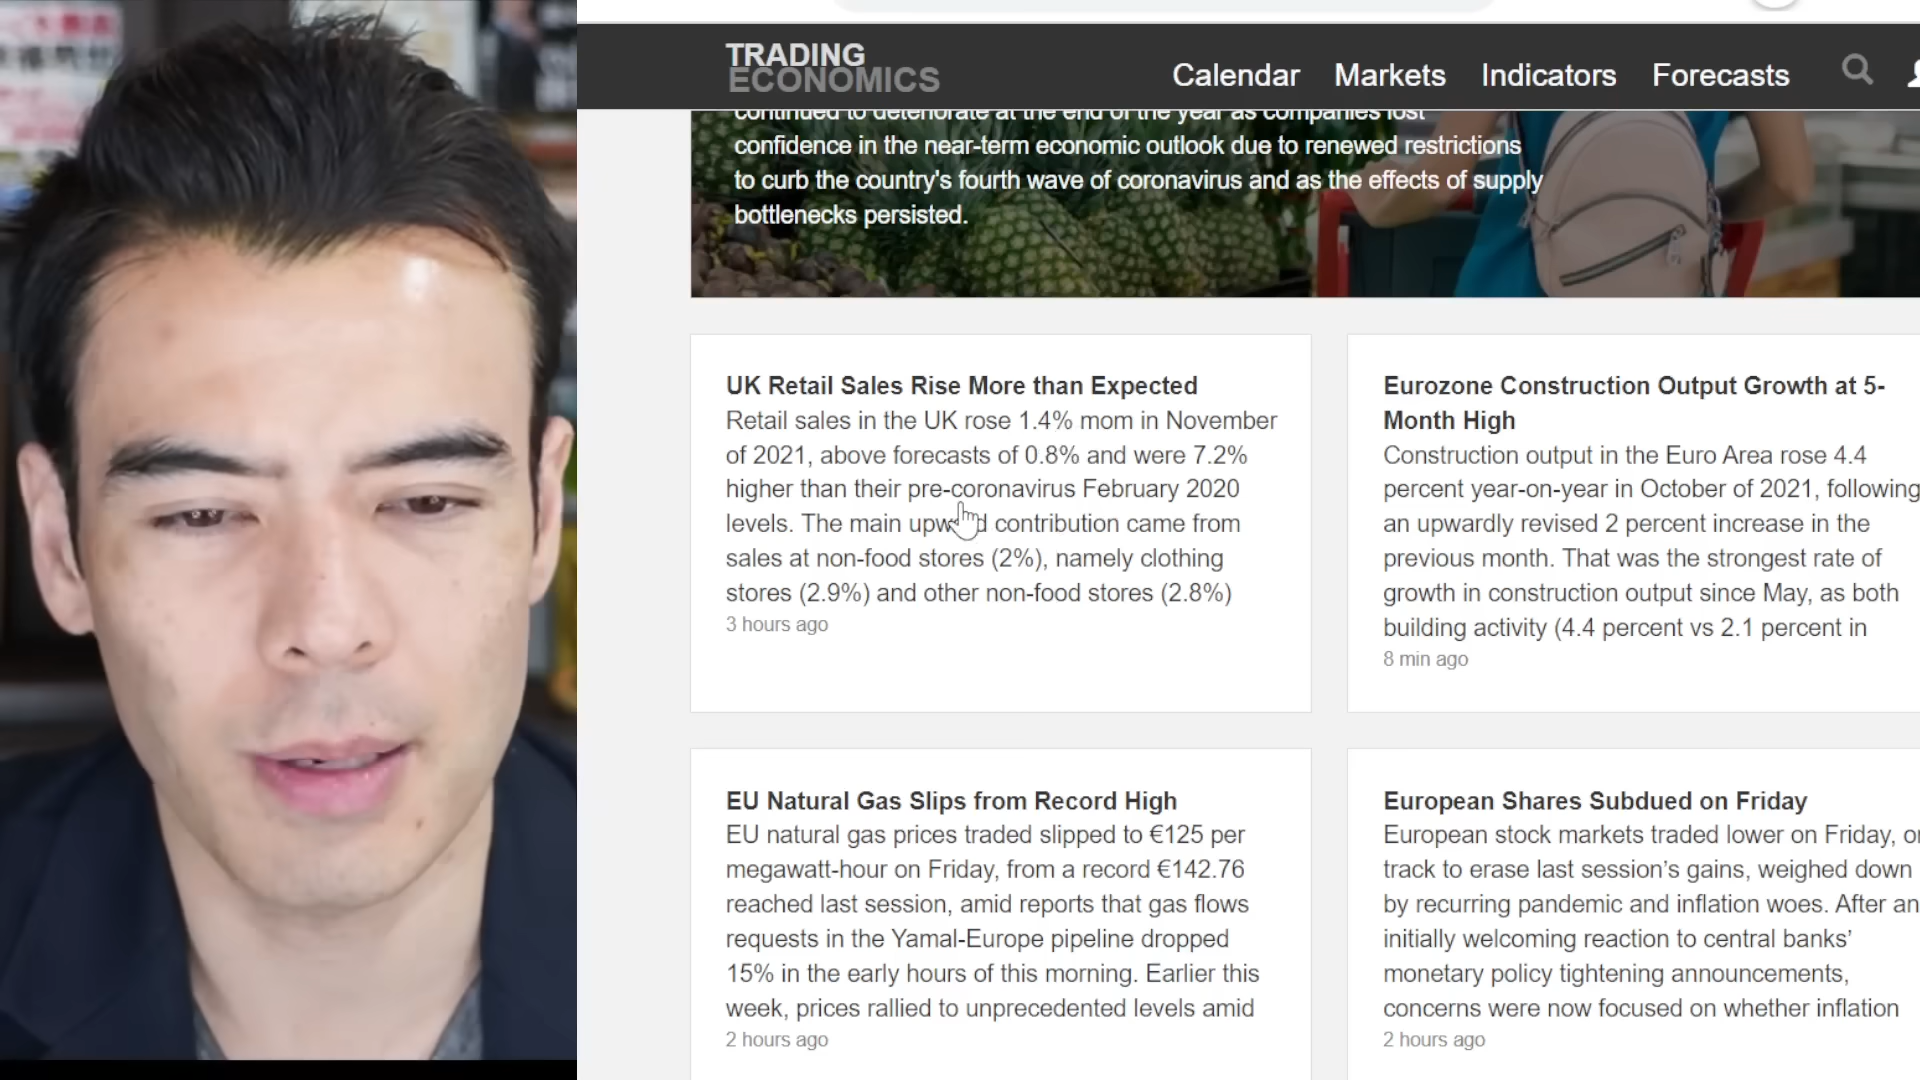 TRADING
ECONOMICS
Calendar Markets Indicators Forecasts
continued to deteriorate at the end of the year as companies lost
confidence in the near-term economic outlook due to renewed restrictions
to curb the country's fourth wave of coronavirus and as the effects of supply
bottlenecks persisted.
UK Retail Sales Rise More than Expected
Retail sales in the UK rose 1.4% mom in November
of 2021, above forecasts of 0.8% and were 7.2%
higher than their pre-coronavirus February 2020
levels. The main upward contribution came from
sales at non-food stores (2%), namely clothing
stores (2.9%) and other non-food stores (2.8%)
3 hours ago
Eurozone Construction Output Growth at 5-
Month High
Construction output in the Euro Area rose 4.4
percent year-on-year in October of 2021, following
an upwardly revised 2 percent increase in the
previous month. That was the strongest rate of
growth in construction output since May, as both
building activity (4.4 percent vs 2.1 percent in
8 min ago
EU Natural Gas Slips from Record High
EU natural gas prices traded slipped to €125 per
megawatt-hour on Friday, from a record €142.76
reached last session, amid reports that gas flows
requests in the Yamal-Europe pipeline dropped
15% in the early hours of this morning. Earlier this
week, prices rallied to unprecedented levels amid
2 hours ago
European Shares Subdued on Friday
European stock markets traded lower on Friday, on
track to erase last session's gains, weighed down
by recurring pandemic and inflation woes. After an
initially welcoming reaction to central banks'
monetary policy tightening announcements,
concerns were now focused on whether inflation
2 hours ago